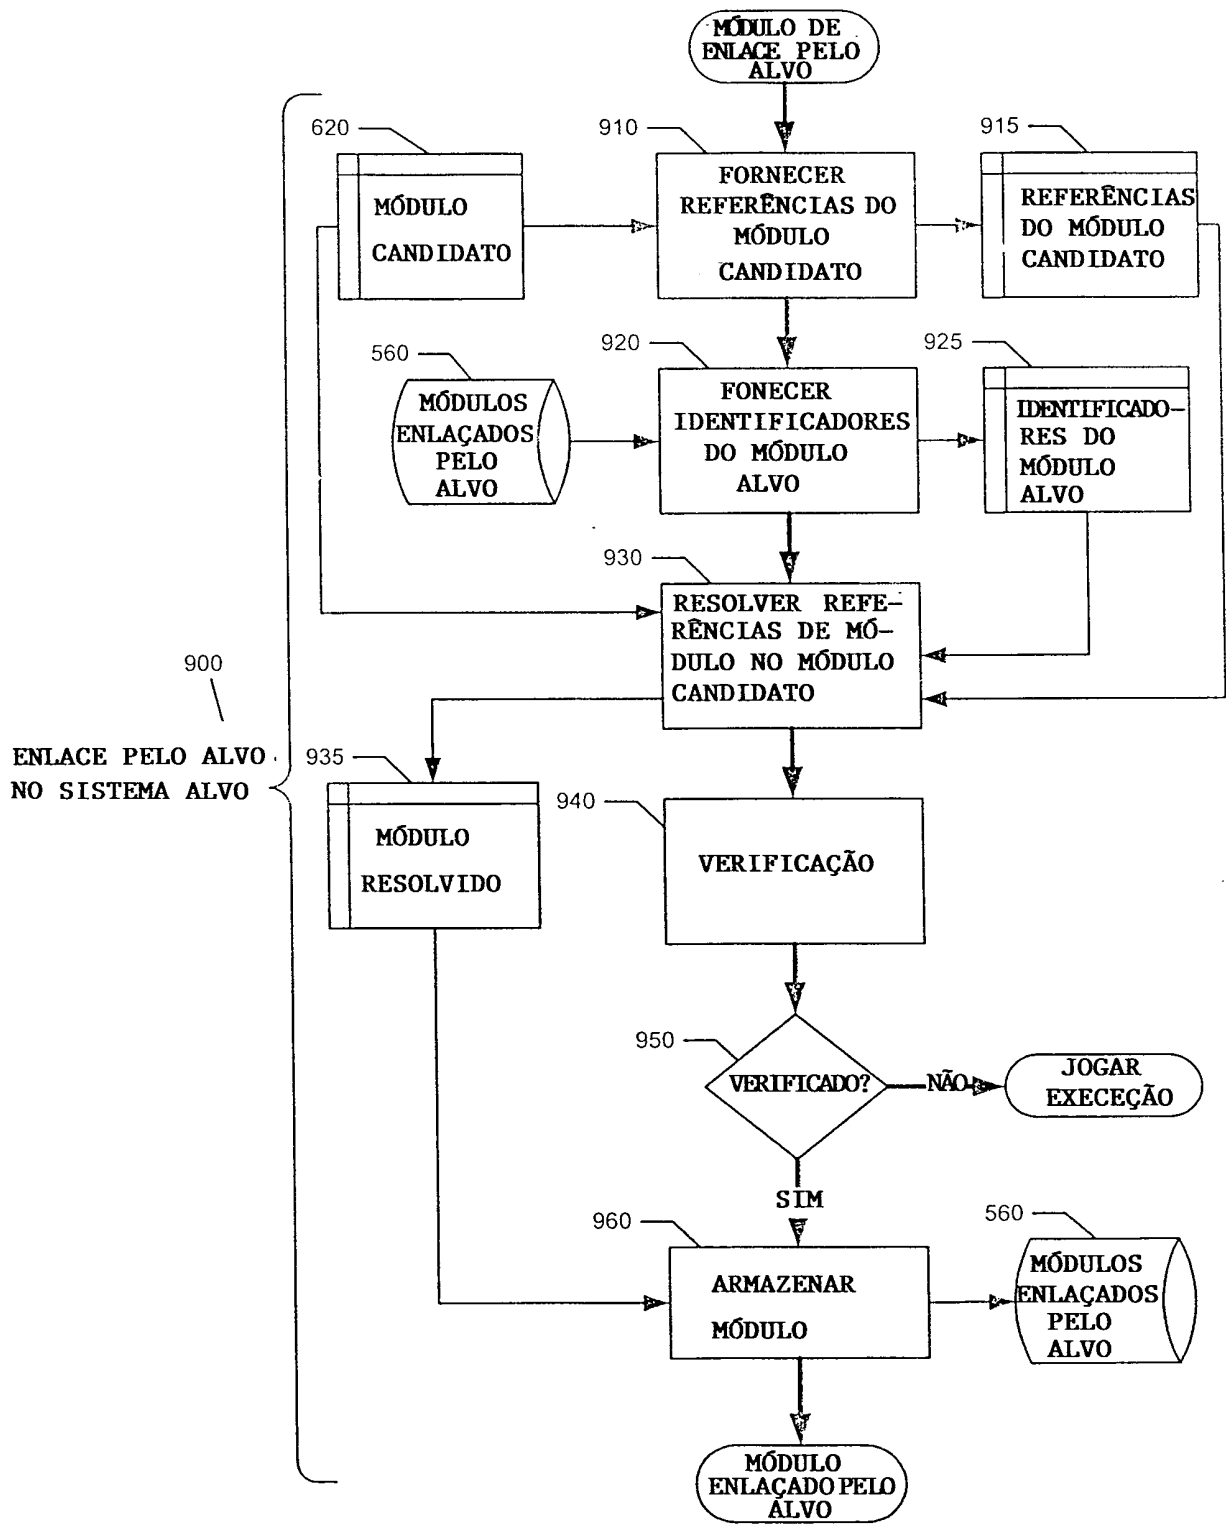 MÓDULO DE
ENLACE PELO
ALVO
620
910
915
MÓDULO
CANDIDATO
FORNECER
REFERÊNCIAS DO
MÓDULO
CANDIDATO
REFERÊNCIAS
DO MÓDULO
CANDIDATO
560
920
925
MÓDULOS
ENLAÇADOS
PELO
ALVO
FONECER
IDENTIFICADORES
DO MÓDULO
ALVO
IDENTIFICADO-
RES DO
MÓDULO
ALVO
930
RESOLVER REFE-
RÊNCIAS DE MÓ-
DULO NO MÓDULO
CANDIDATO
900
ENLACE PELO ALVO
NO SISTEMA ALVO
935
MÓDULO
RESOLVIDO
940
VERIFICAÇÃO
950
VERIFICADO?
NÃO
JOGAR
EXECEÇÃO
SIM
960
ARMAZENAR
MÓDULO
560
MÓDULOS
ENLAÇADOS
PELO
ALVO
MÓDULO
ENLAÇADO PELO
ALVO